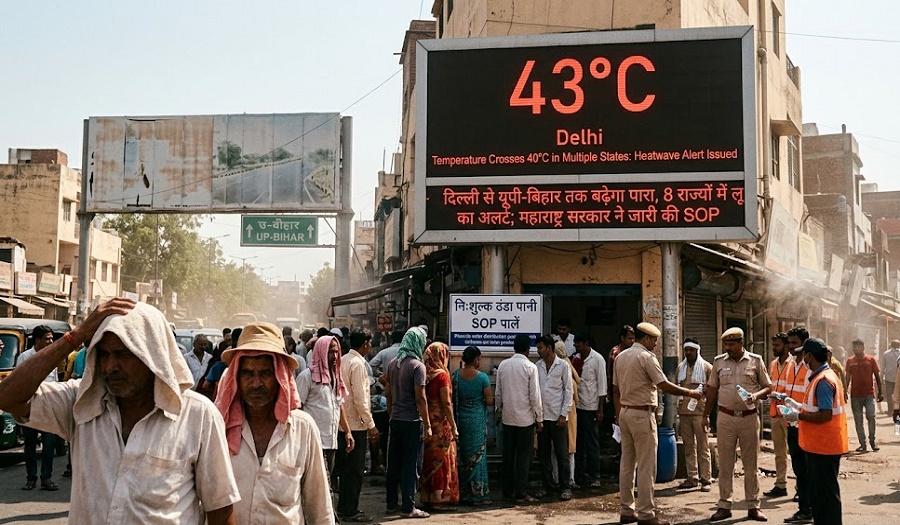 43°C
Delhi
Temperature Crosses 40°C in Multiple States: Heatwave Alert Issued
दिल्ली से यूपी-बिहार तक बढ़ेगा पारा, 8 राज्यों में लू
का अलटे; महाराष्ट्र सरकार ने जारी की SOP
उ-वीहार
UP-BIHAR
निःशुल्क ठंडा पानी
SOP पालें